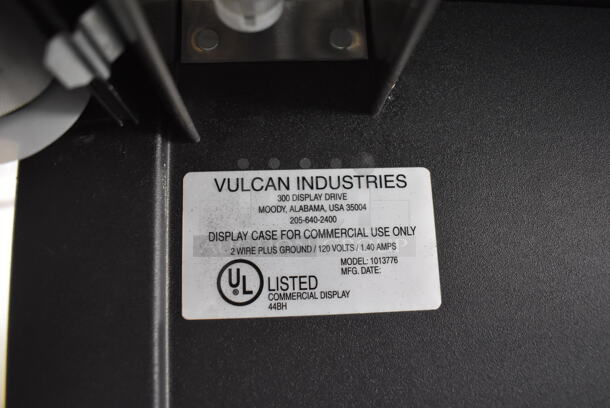 VULCAN INDUSTRIES
300 DISPLAY DRIVE
MOODY, ALABAMA, USA 35004
205-640-2400
DISPLAY CASE FOR COMMERCIAL USE ONLY
2 WIRE PLUS GROUND / 120 VOLTS / 1.40 AMPS
MODEL: 1013776
MFG. DATE:
UL
LISTED
COMMERCIAL DISPLAY
44BH